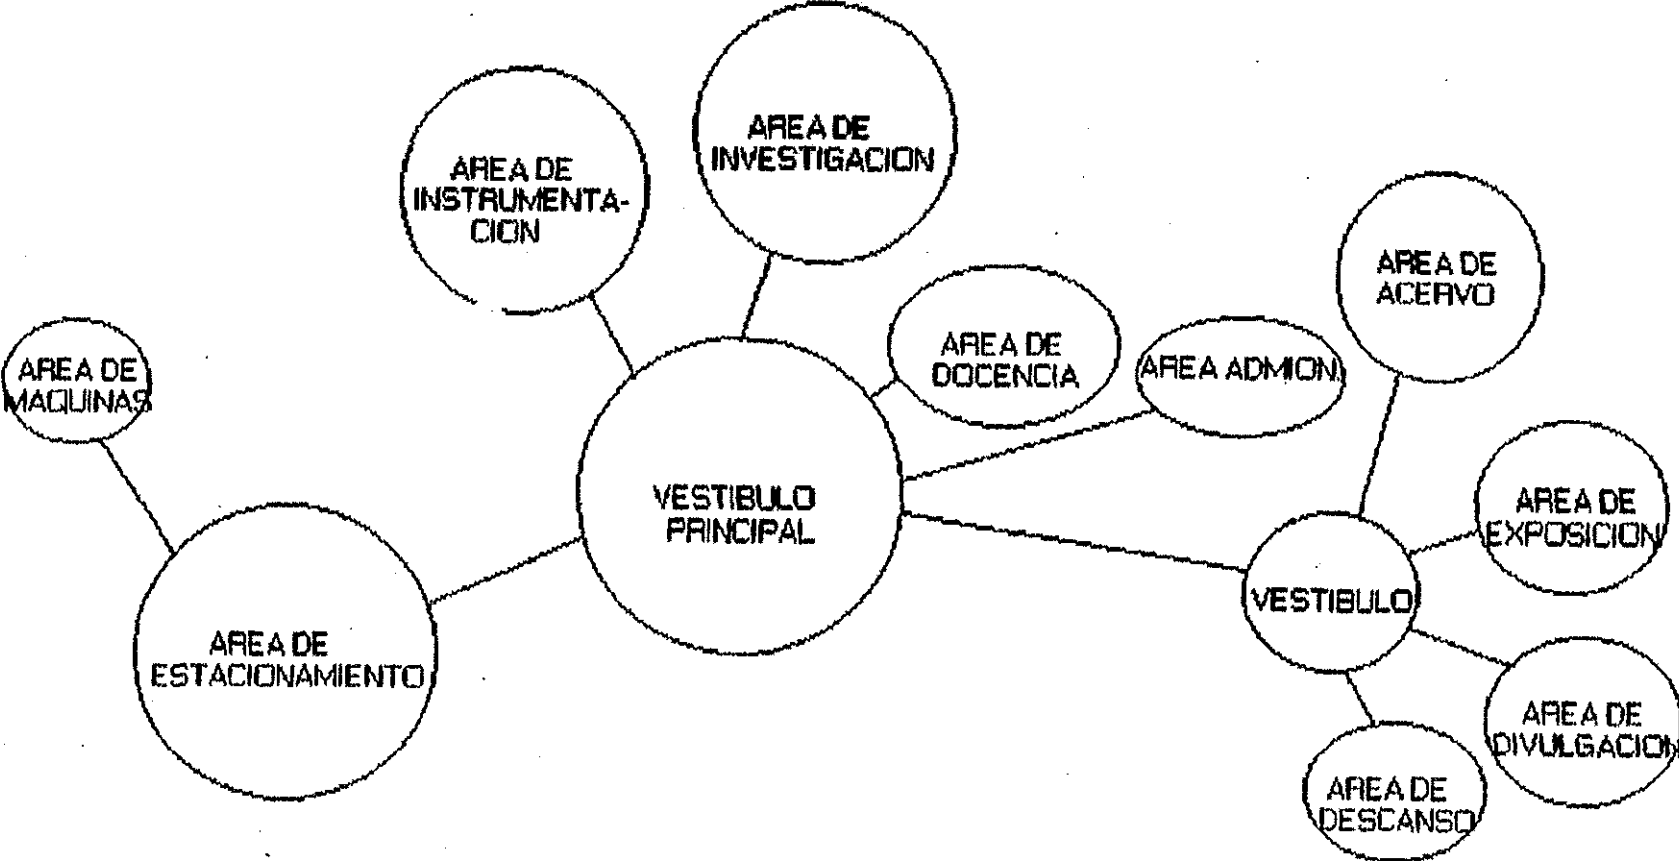 AREA DE
INVESTIGACION
AREA DE
INSTRUMENTA-
CION
AREA DE
ACERVO
AREA DE
DOCENCIA
AREA ADMION.
AREA DE
MAQUINAS
VESTIBULO
PRINCIPAL
AREA DE
EXPOSICION
VESTIBULO
AREA DE
ESTACIONAMIENTO
AREA DE
DIVULGACION
AREA DE
DESCANSO